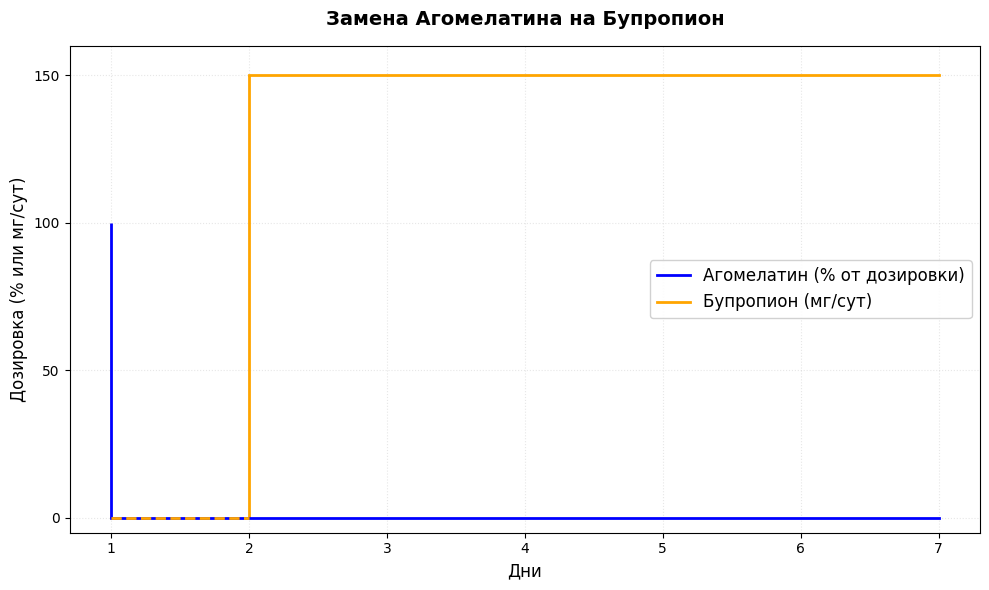 Замена Агомелатина на Бупропион
Дозировка (% или мг/сут)
150
100
50
0
Агомелатин (% от дозировки)
Бупропион (мг/сут)
1 2 3 4 5 6 7
Дни